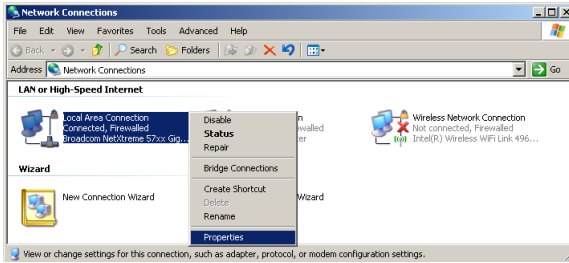 Network Connections
File Edit View Favorites Tools Advanced Help
Back Search Folders
Address Network Connections Go
LAN or High-Speed Internet
Local Area Connection
Connected, Firewalled
Broadcom NetXtreme 57xx Gig...
Disable
Status
Repair
Bridge Connections
Create Shortcut
Delete
Rename
Properties
Wireless Network Connection
Not connected, Firewalled
Intel(R) Wireless WiFi Link 496...
Wizard
New Connection Wizard
Wizard
View or change settings for this connection, such as adapter, protocol, or modem configuration settings.